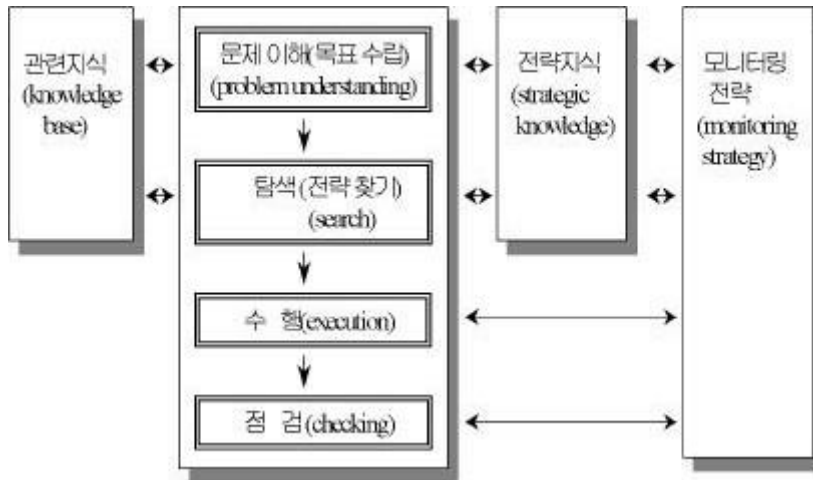 관련지식
(knowledge
base)
문제 이해(목표 수립)
(problem understanding)
탐색 (전략 찾기)
(search)
수 행(execution)
점 검(checking)
전략지식
(strategic
knowledge)
모니터링
전략
(monitoring
strategy)